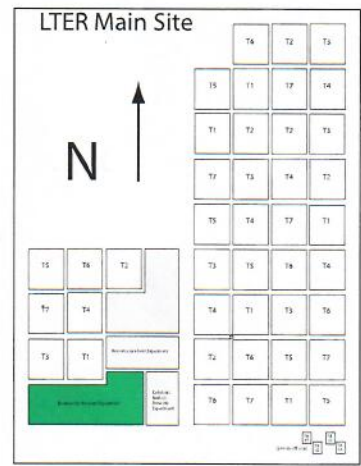 LTER Main Site
N
T6 T2 T3
T5 T1 T7 T4
T1 T2 T2 T3
T7 T3 T4 T2
T5 T4 T7 T1
T3 T5 T6 T4
T4 T1 T3 T6
T2 T6 T5 T7
T6 T7 T1 T5
T5 T6 T2
T7 T4
T3 T1